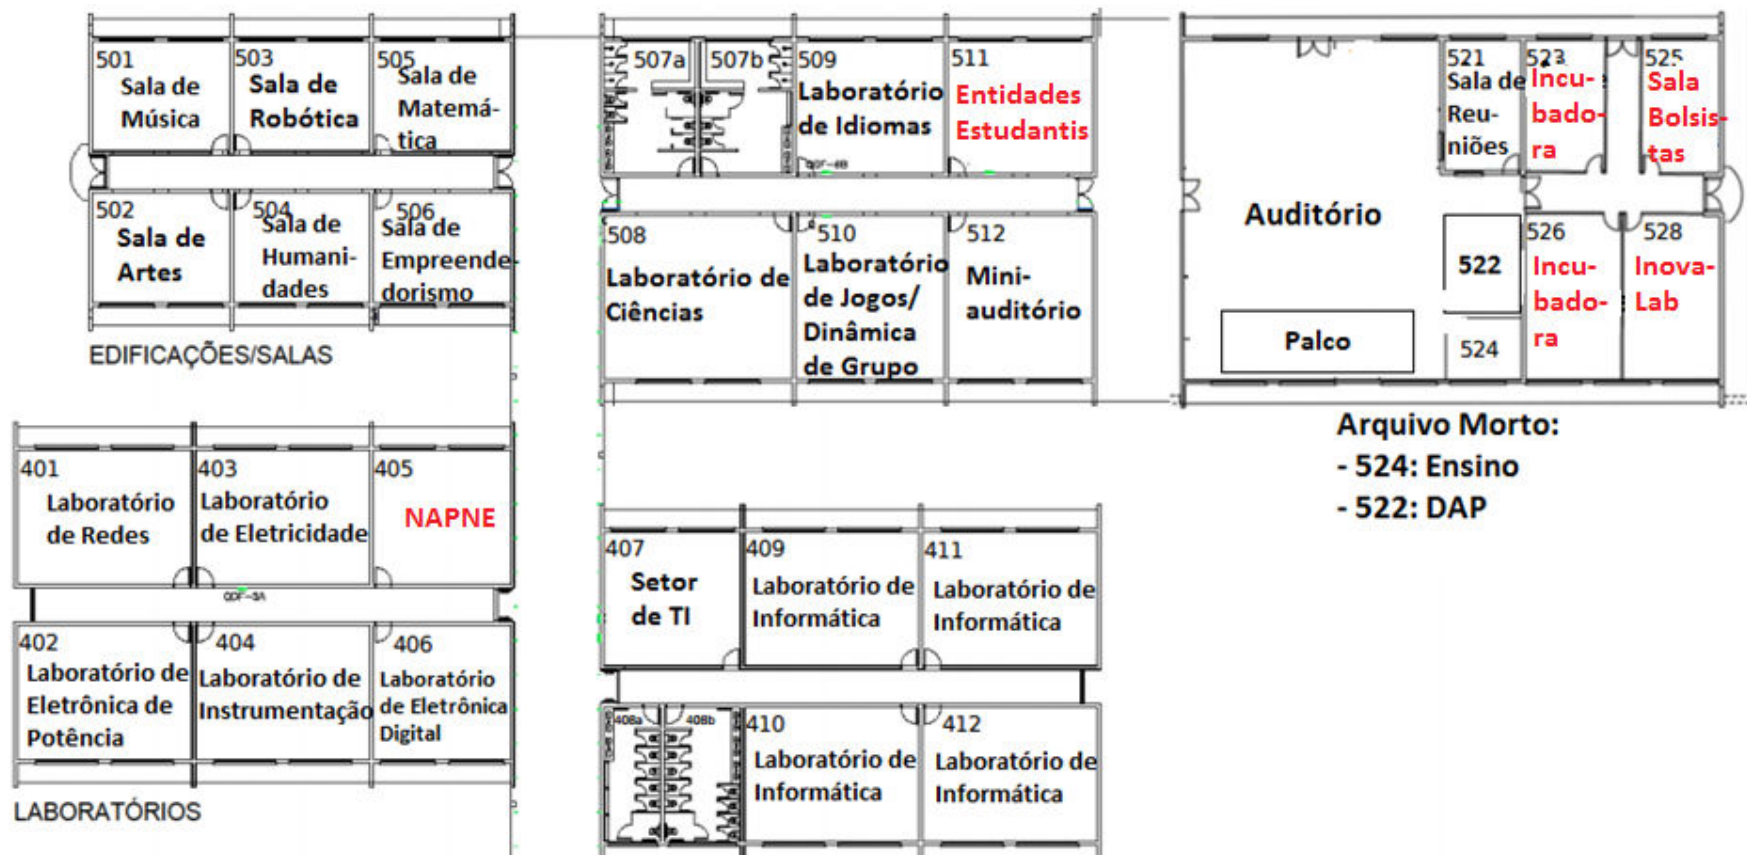 501
Sala de
Música
503
Sala de
Robótica
505
Sala de
Matemá-
tica
502
Sala de
Artes
504
Sala de
Humani-
dades
506
Sala de
Empreende-
dorismo
EDIFICAÇÕES/SALAS
507a
507b
509
Laboratório
de Idiomas
QDF-4B
511
Entidades
Estudantis
508
Laboratório de
Ciências
510
Laboratório
de Jogos/
Dinâmica
de Grupo
512
Mini-
auditório
Auditório
Palco
521
Sala de
Reu-
niões
523
Incu-
bado-
ra
525
Sala
Bolsis-
tas
522
524
526
Incu-
bado-
ra
528
Inova-
Lab
Arquivo Morto:
- 524: Ensino
- 522: DAP
401
Laboratório
de Redes
403
Laboratório
de Eletricidade
405
NAPNE
QDF-3A
402
Laboratório de
Eletrônica de
Potência
404
Laboratório de
Instrumentação
406
Laboratório
de Eletrônica
Digital
LABORATÓRIOS
407
Setor
de TI
409
Laboratório de
Informática
411
Laboratório de
Informática
408a
408b
410
Laboratório de
Informática
412
Laboratório de
Informática